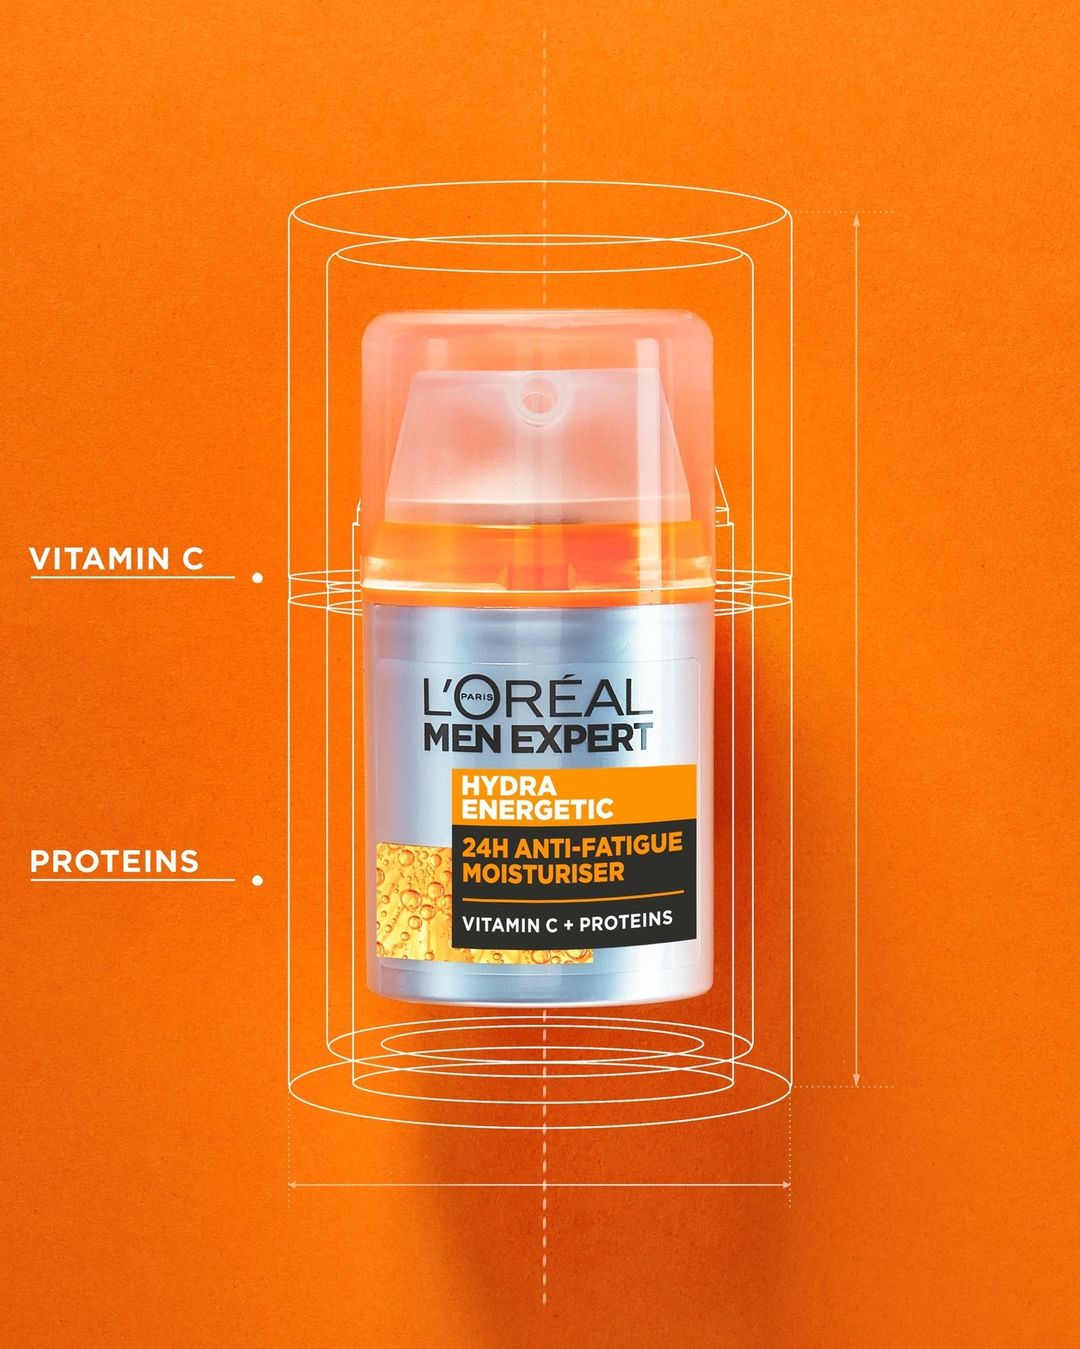 VITAMIN C
PROTEINS
L'ORÉAL
PARIS
MEN EXPERT
HYDRA
ENERGETIC
24H ANTI-FATIGUE
MOISTURISER
VITAMIN C + PROTEINS